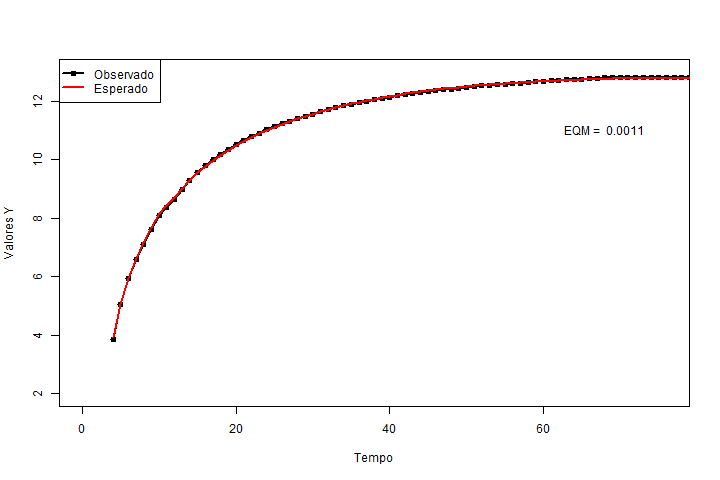 Observado
Esperado
EQM = 0.0011
Valores Y
12
10
8
6
4
2
0
20
40
60
Tempo